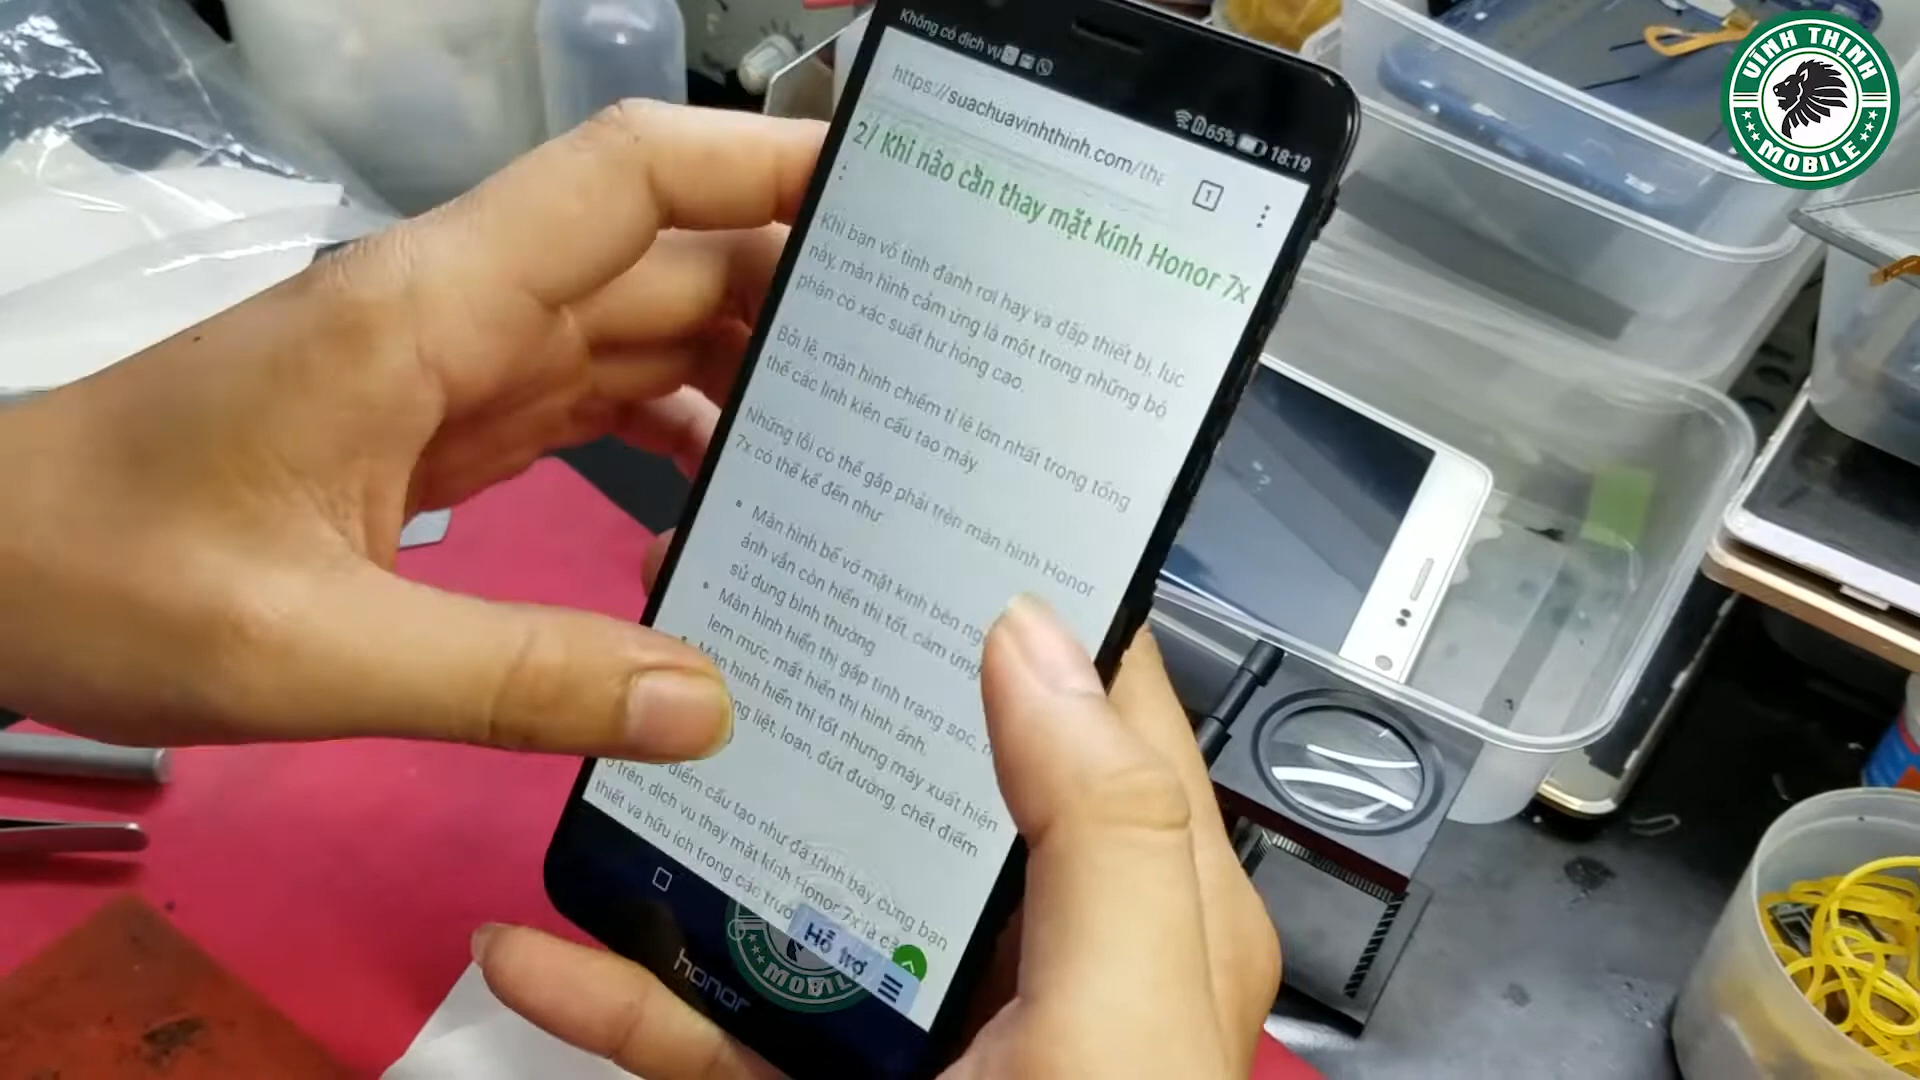 Không có dịch vụ
65% 18:19
https://suachuavinhthinh.com/tha
1
2/ Khi nào cần thay mặt kính Honor 7x
Khi bạn vô tình đánh rơi hay va đập thiết bị, lúc
này, màn hình cảm ứng là một trong những bộ
phận có xác suất hư hỏng cao.
Bởi lẽ, màn hình chiếm tỉ lệ lớn nhất trong tổng
thể các linh kiện cấu tạo máy.
Những lỗi có thể gặp phải trên màn hình Honor
7x có thể kể đến như:
Màn hình bể vỡ mặt kính bên ng
ảnh vẫn còn hiển thị tốt, cảm ứng
sử dụng bình thường
Màn hình hiển thị gặp tình trạng sọc,
lem mực, mất hiển thị hình ảnh.
Màn hình hiển thị tốt nhưng máy xuất hiện
ng liệt, loạn, đứt đường, chết điểm
điểm cấu tạo như đã trình bày cùng bạn
ở trên, dịch vụ thay mặt kính Honor 7x là cầ
thiết và hữu ích trong các trườ
Hỗ trợ
MOBIL
honor
VĨNH THỊNH
MOBILE